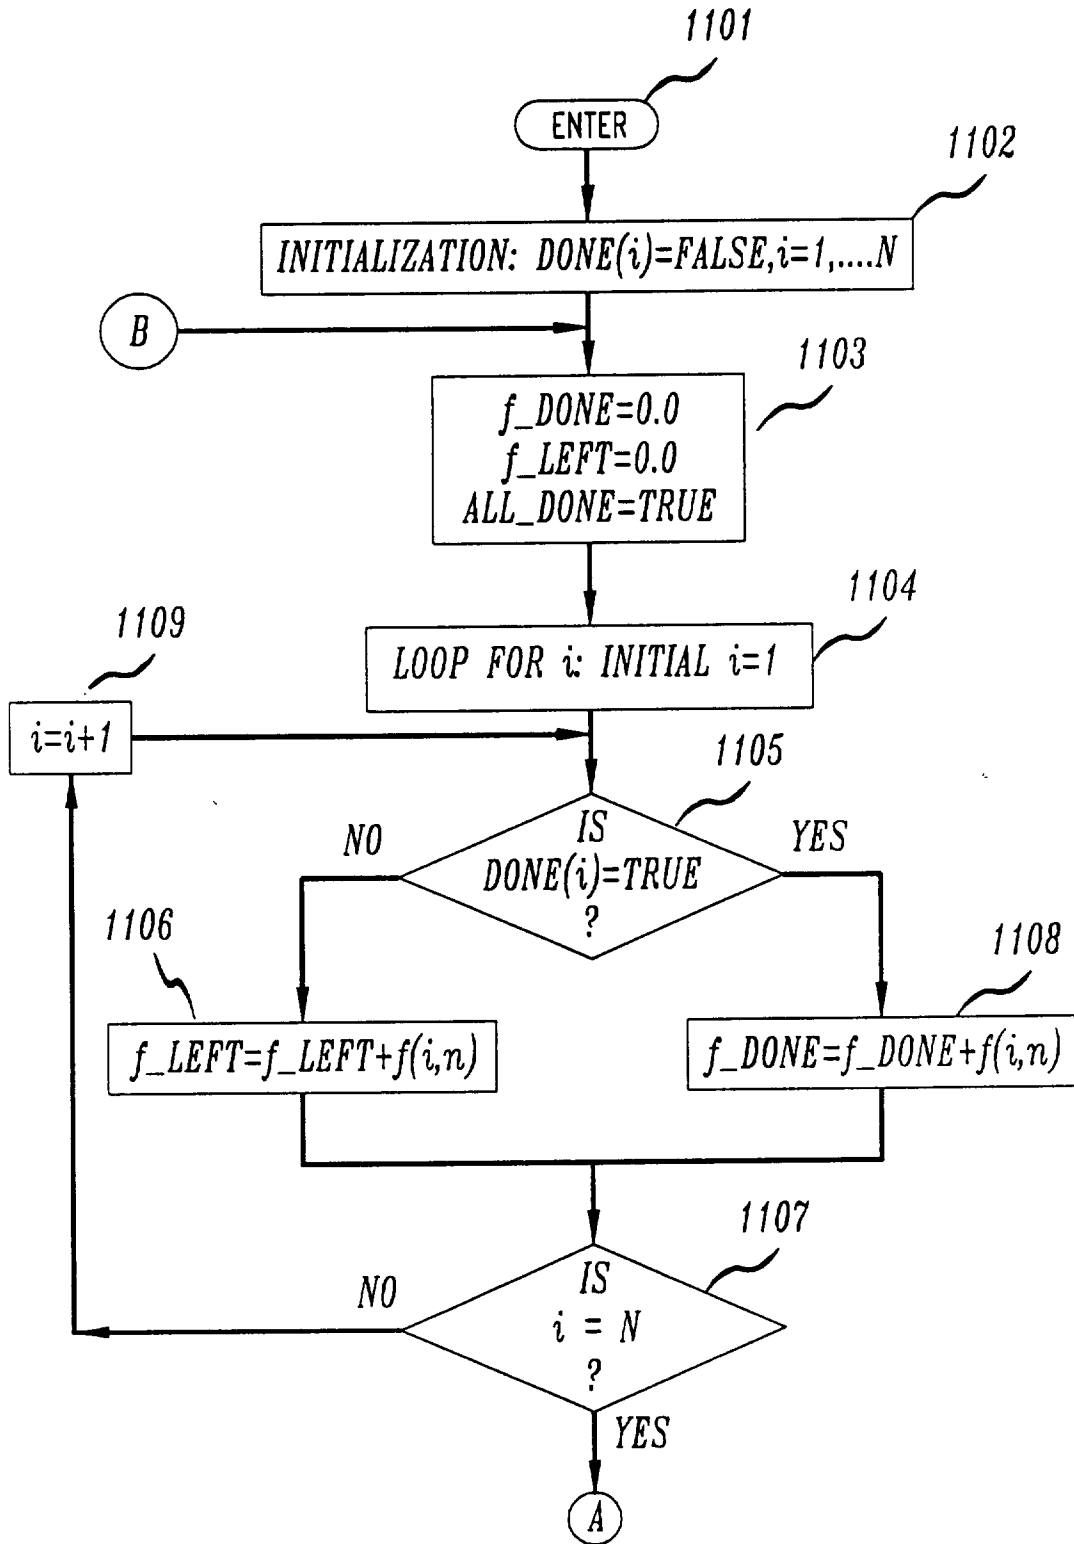 1101
ENTER
1102
INITIALIZATION: DONE(i)=FALSE,i=1,....N
B
1103
f_DONE=0.0
f_LEFT=0.0
ALL_DONE=TRUE
1104
LOOP FOR i: INITIAL i=1
1109
i=i+1
1105
IS
DONE(i)=TRUE
?
NO
YES
1106
f_LEFT=f_LEFT+f(i,n)
1108
f_DONE=f_DONE+f(i,n)
1107
IS
i = N
?
NO
YES
A